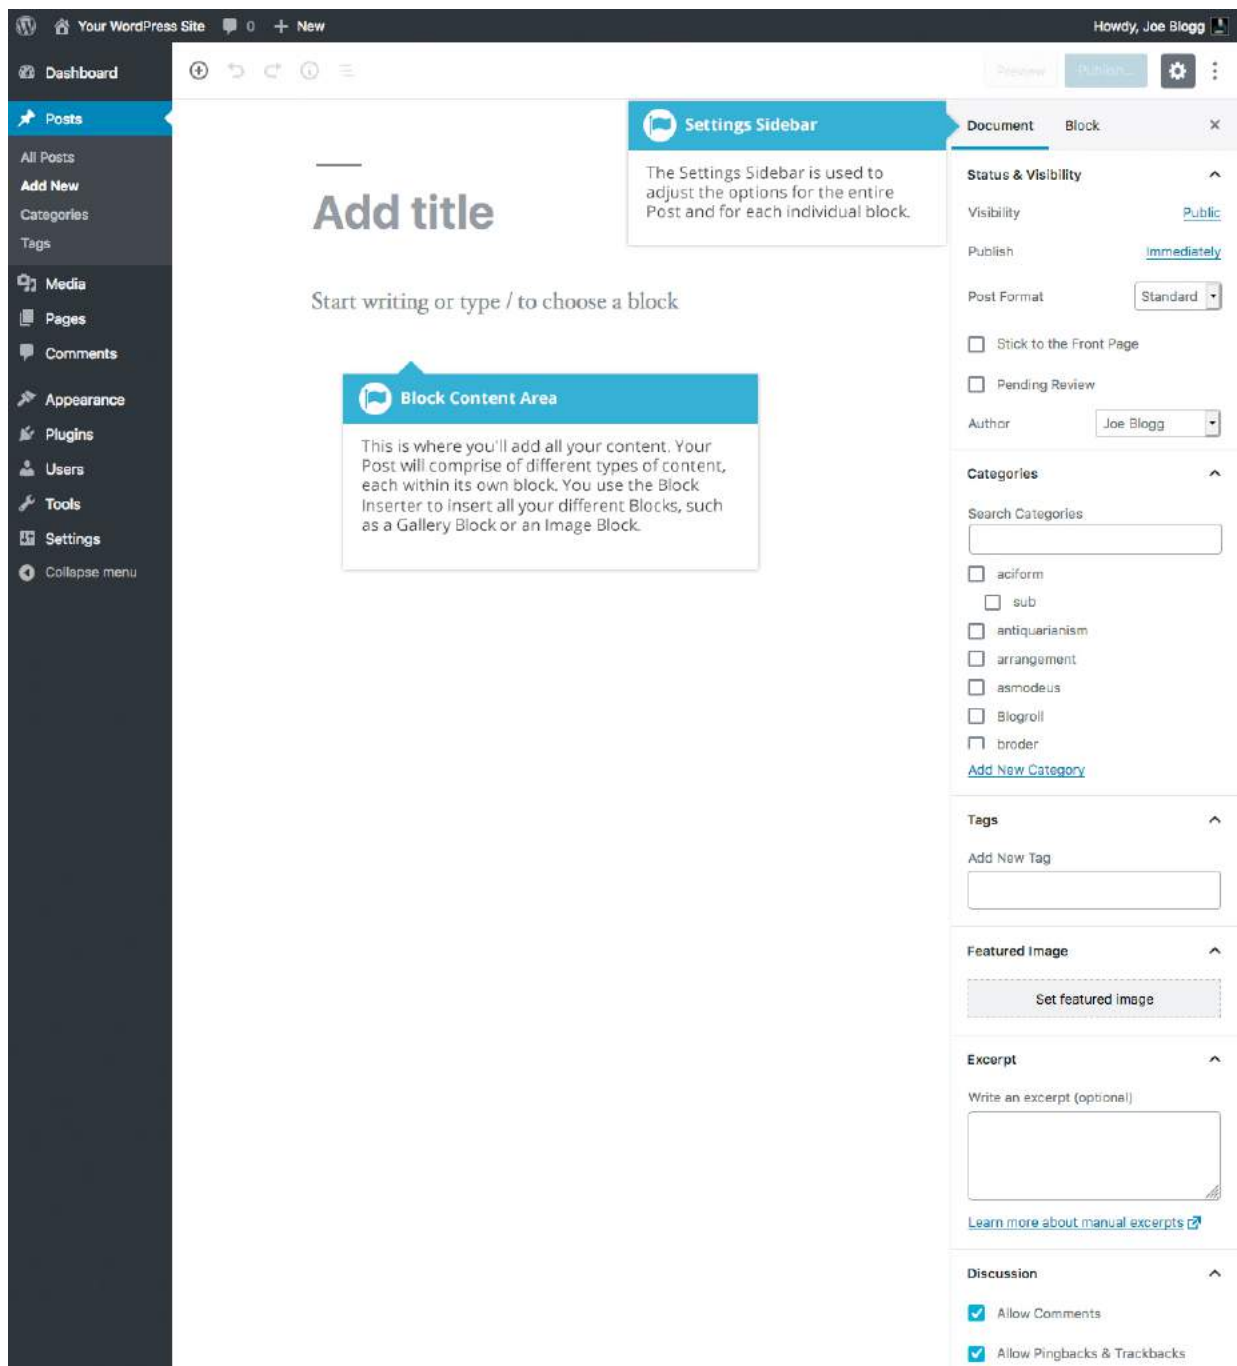 Your WordPress Site 0 + New Howdy, Joe Blogg
Dashboard
Preview Publish...
Posts
All Posts
Add New
Categories
Tags
Media
Pages
Comments
Appearance
Plugins
Users
Tools
Settings
Collapse menu
Add title
Start writing or type / to choose a block
Block Content Area
This is where you'll add all your content. Your
Post will comprise of different types of content,
each within its own block. You use the Block
Inserter to insert all your different Blocks, such
as a Gallery Block or an Image Block.
Settings Sidebar
The Settings Sidebar is used to
adjust the options for the entire
Post and for each individual block.
Document Block
Status & Visibility
Visibility Public
Publish Immediately
Post Format Standard
Stick to the Front Page
Pending Review
Author Joe Blogg
Categories
Search Categories
aciform
sub
antiquarianism
arrangement
asmodeus
Blogroll
broder
Add New Category
Tags
Add New Tag
Featured Image
Set featured image
Excerpt
Write an excerpt (optional)
Learn more about manual excerpts
Discussion
Allow Comments
Allow Pingbacks & Trackbacks